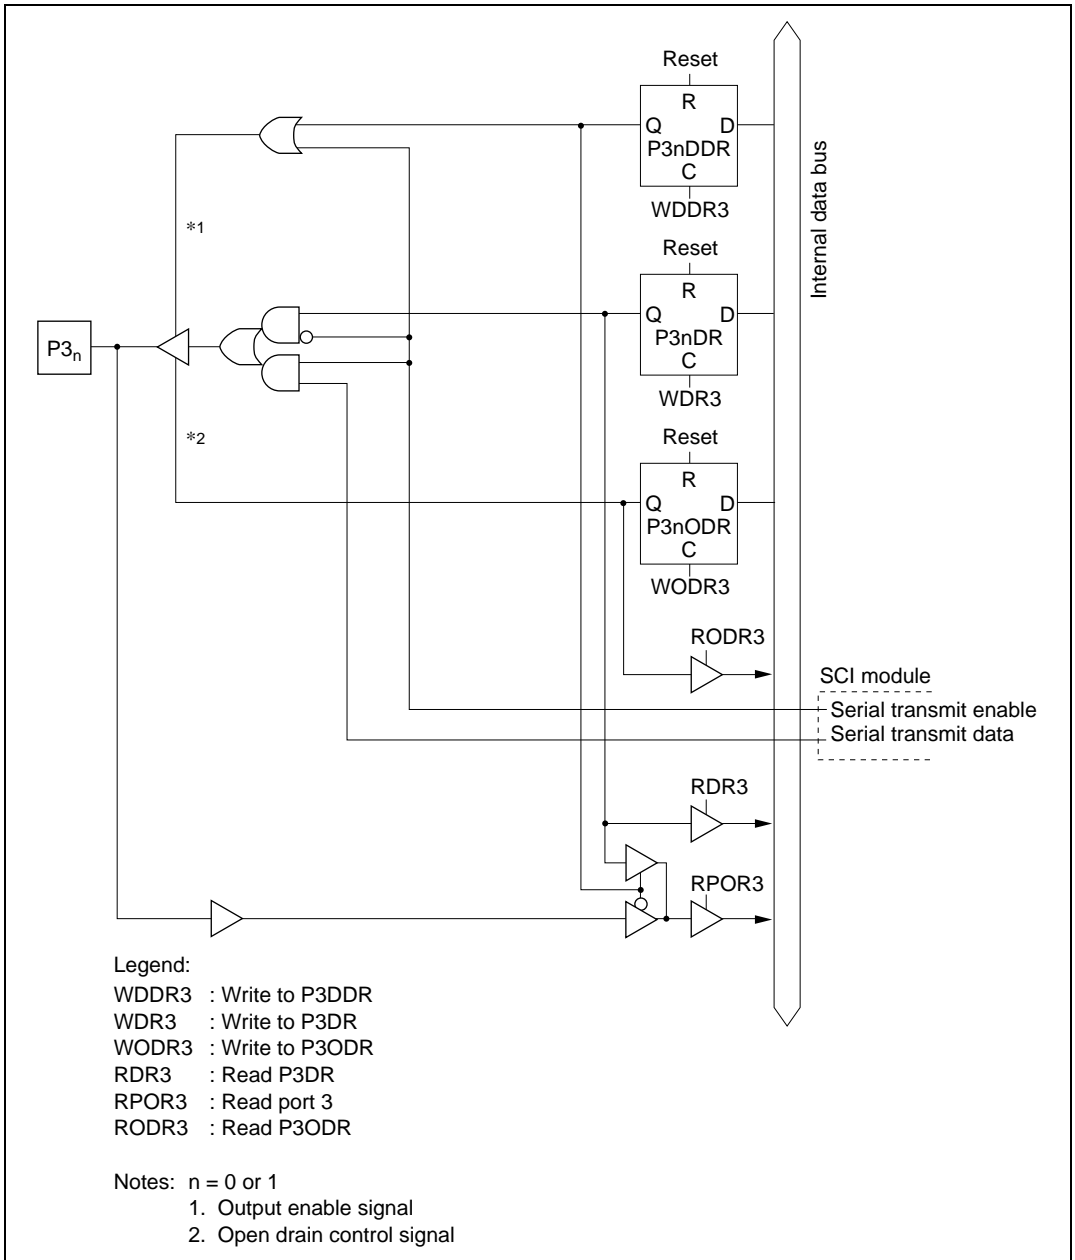 Reset
R
Q D
P3nDDR
C
WDDR3
Internal data bus
*1
Reset
R
Q D
P3nDR
C
WDR3
P3n
*2
Reset
R
Q D
P3nODR
C
WODR3
RODR3
SCI module
Serial transmit enable
Serial transmit data
RDR3
RPOR3
Legend:
WDDR3 : Write to P3DDR
WDR3 : Write to P3DR
WODR3 : Write to P3ODR
RDR3 : Read P3DR
RPOR3 : Read port 3
RODR3 : Read P3ODR
Notes: n = 0 or 1
1. Output enable signal
2. Open drain control signal